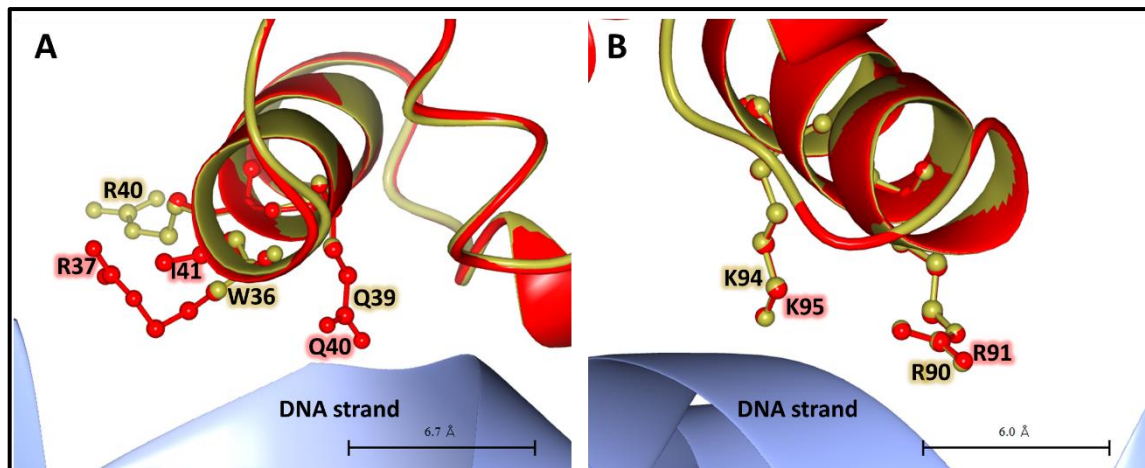 A
R40
R37
I41
W36
Q39
Q40
DNA strand
6.7 Å
B
K94
K95
R91
R90
DNA strand
6.0 Å